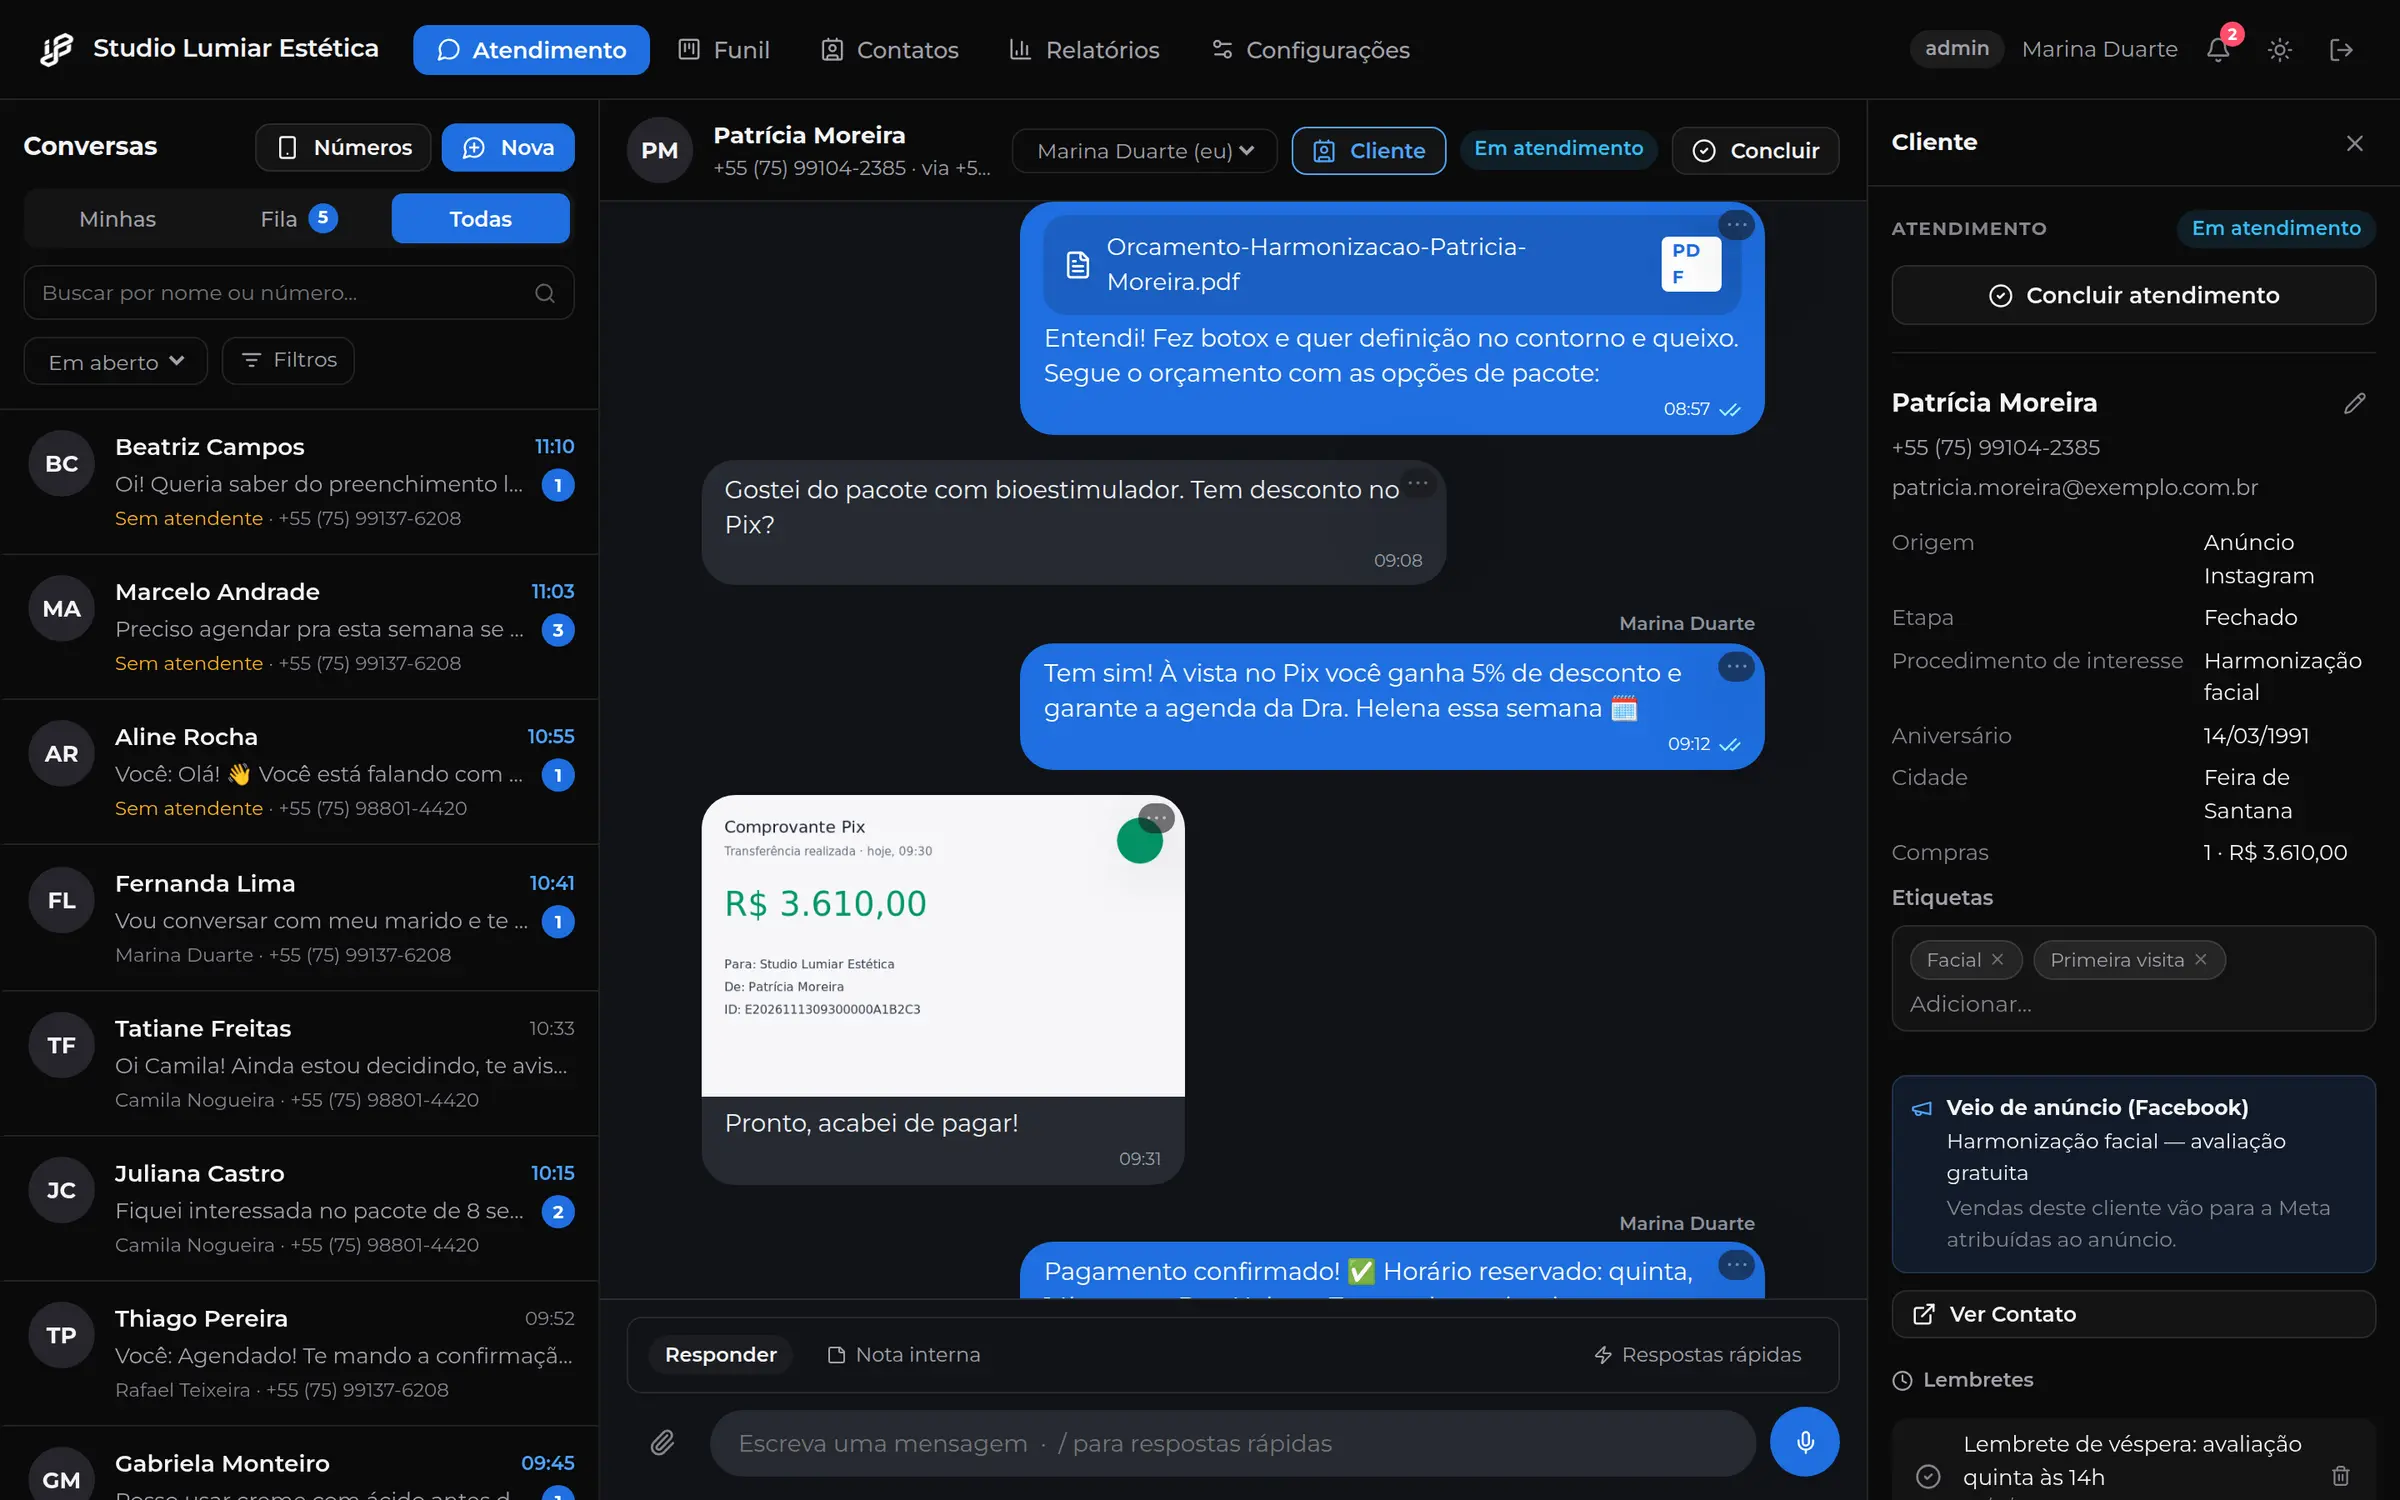 Studio Lumiar Estética
Atendimento
Funil
Contatos
Relatórios
Configurações
admin
Marina Duarte
2
Conversas
Números
Nova
Minhas
Fila 5
Todas
Buscar por nome ou número...
Em aberto
Filtros
BC
Beatriz Campos
11:10
Oi! Queria saber do preenchimento l...
1
Sem atendente · +55 (75) 99137-6208
MA
Marcelo Andrade
11:03
Preciso agendar pra esta semana se ...
3
Sem atendente · +55 (75) 99137-6208
AR
Aline Rocha
10:55
Você: Olá! 👋 Você está falando com ...
1
Sem atendente · +55 (75) 98801-4420
FL
Fernanda Lima
10:41
Vou conversar com meu marido e te ...
1
Marina Duarte · +55 (75) 99137-6208
TF
Tatiane Freitas
10:33
Oi Camila! Ainda estou decidindo, te avis...
Camila Nogueira · +55 (75) 98801-4420
JC
Juliana Castro
10:15
Fiquei interessada no pacote de 8 se...
2
Camila Nogueira · +55 (75) 98801-4420
TP
Thiago Pereira
09:52
Você: Agendado! Te mando a confirmaçã...
Rafael Teixeira · +55 (75) 99137-6208
GM
Gabriela Monteiro
09:45
PM
Patrícia Moreira
+55 (75) 99104-2385 · via +5...
Marina Duarte (eu)
Cliente
Em atendimento
Concluir
Orcamento-Harmonizacao-Patricia-
Moreira.pdf
PD
F
Entendi! Fez botox e quer definição no contorno e queixo.
Segue o orçamento com as opções de pacote:
08:57
Gostei do pacote com bioestimulador. Tem desconto no
Pix?
09:08
Marina Duarte
Tem sim! À vista no Pix você ganha 5% de desconto e
garante a agenda da Dra. Helena essa semana 🗓️
09:12
Comprovante Pix
Transferência realizada · hoje, 09:30
R$ 3.610,00
Para: Studio Lumiar Estética
De: Patrícia Moreira
ID: E2026111309300000A1B2C3
Pronto, acabei de pagar!
09:31
Marina Duarte
Pagamento confirmado! ✅ Horário reservado: quinta,
Responder
Nota interna
Respostas rápidas
Escreva uma mensagem · / para respostas rápidas
Cliente
ATENDIMENTO
Em atendimento
Concluir atendimento
Patrícia Moreira
+55 (75) 99104-2385
patricia.moreira@exemplo.com.br
Origem
Anúncio
Instagram
Etapa
Fechado
Procedimento de interesse
Harmonização
facial
Aniversário
14/03/1991
Cidade
Feira de
Santana
Compras
1 · R$ 3.610,00
Etiquetas
Facial
Primeira visita
Adicionar...
Veio de anúncio (Facebook)
Harmonização facial — avaliação
gratuita
Vendas deste cliente vão para a Meta
atribuídas ao anúncio.
Ver Contato
Lembretes
Lembrete de véspera: avaliação
quinta às 14h